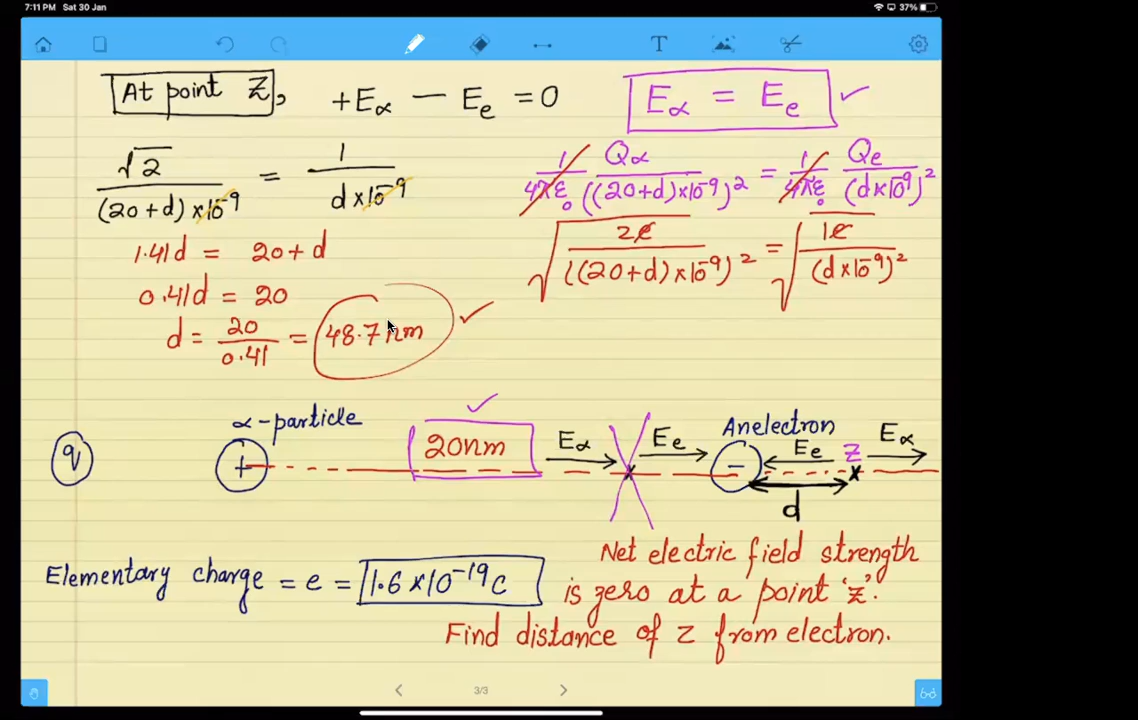 7:11 PM Sat 30 Jan 37%
T
At point Z, +Eα − Ee = 0 Eα = Ee ✓
√2 / (20+d)×10⁻⁹ = 1 / d×10⁻⁹
1/4πε₀ Qα / ((20+d)×10⁻⁹)² = 1/4πε₀ Qe / (d×10⁻⁹)²
1.41d = 20+d
√(2e / ((20+d)×10⁻⁹)²) = √(1e / (d×10⁻⁹)²)
0.41d = 20
d = 20 / 0.41 = 48.7nm ✓
q
α-particle
+
20nm ✓
Eα
Ee
An electron
−
Ee
Z
Eα
d
Elementary charge = e = 1.6×10⁻¹⁹C
Net electric field strength
is zero at a point 'z'.
Find distance of z from electron.
3/3